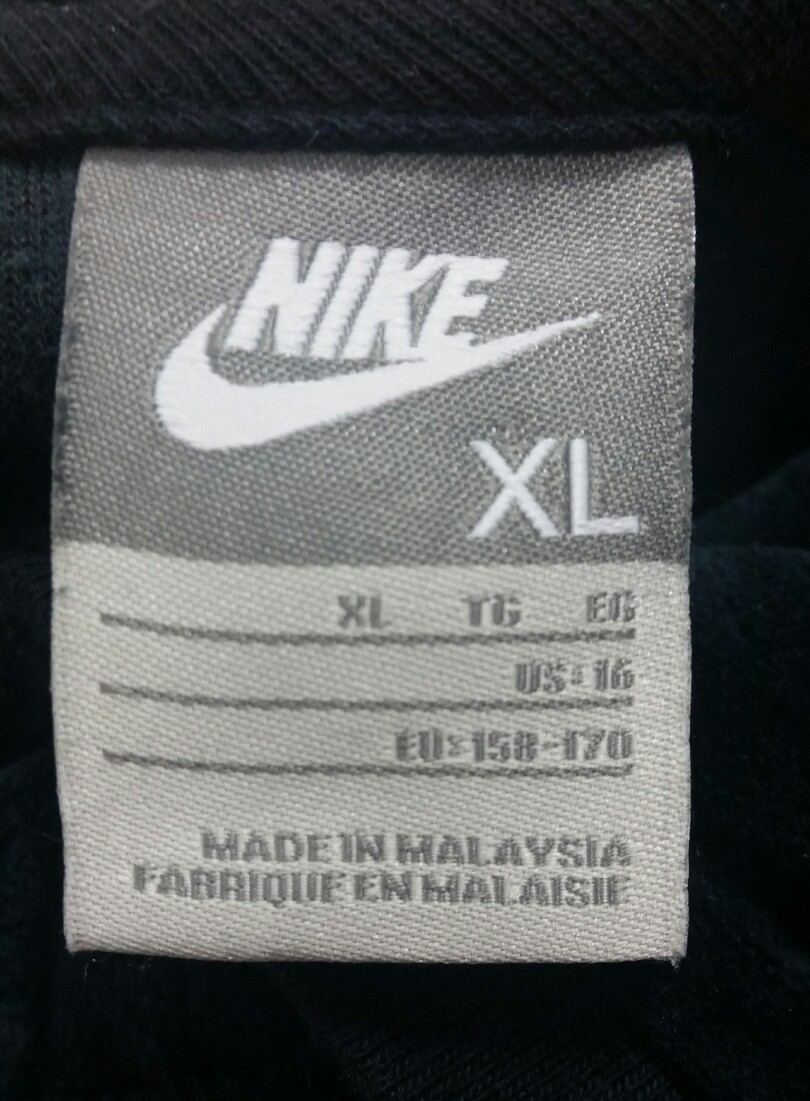 NIKE
XL
XL TG EG
US: 16
EU: 158-170
MADE IN MALAYSIA
FABRIQUE EN MALAISIE